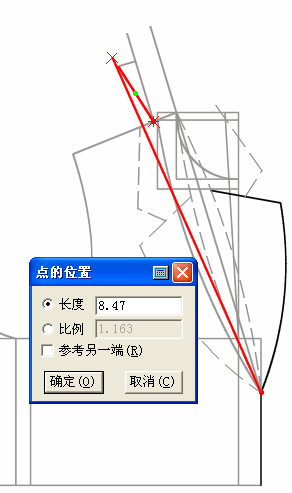 点的位置
长度 8.47
比例 1.163
参考另一端(R)
确定(O) 取消(C)